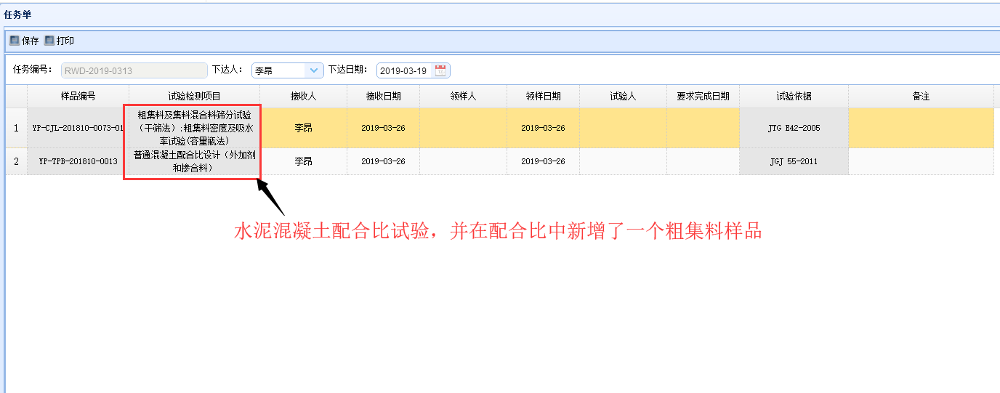 任务单
保存 打印
任务编号： RWD-2019-0313 下达人： 李昂 下达日期： 2019-03-19
样品编号 试验检测项目 接收人 接收日期 领样人 领样日期 试验人 要求完成日期 试验依据 备注
1 YP-CJL-201810-0073-01 粗集料及集料混合料筛分试验
（干筛法）;粗集料密度及吸水
率试验(容量瓶法) 李昂 2019-03-26 2019-03-26 JTG E42-2005
2 YP-TPB-201810-0013 普通混凝土配合比设计（外加剂
和掺合料） 李昂 2019-03-26 2019-03-26 JGJ 55-2011
水泥混凝土配合比试验，并在配合比中新增了一个粗集料样品